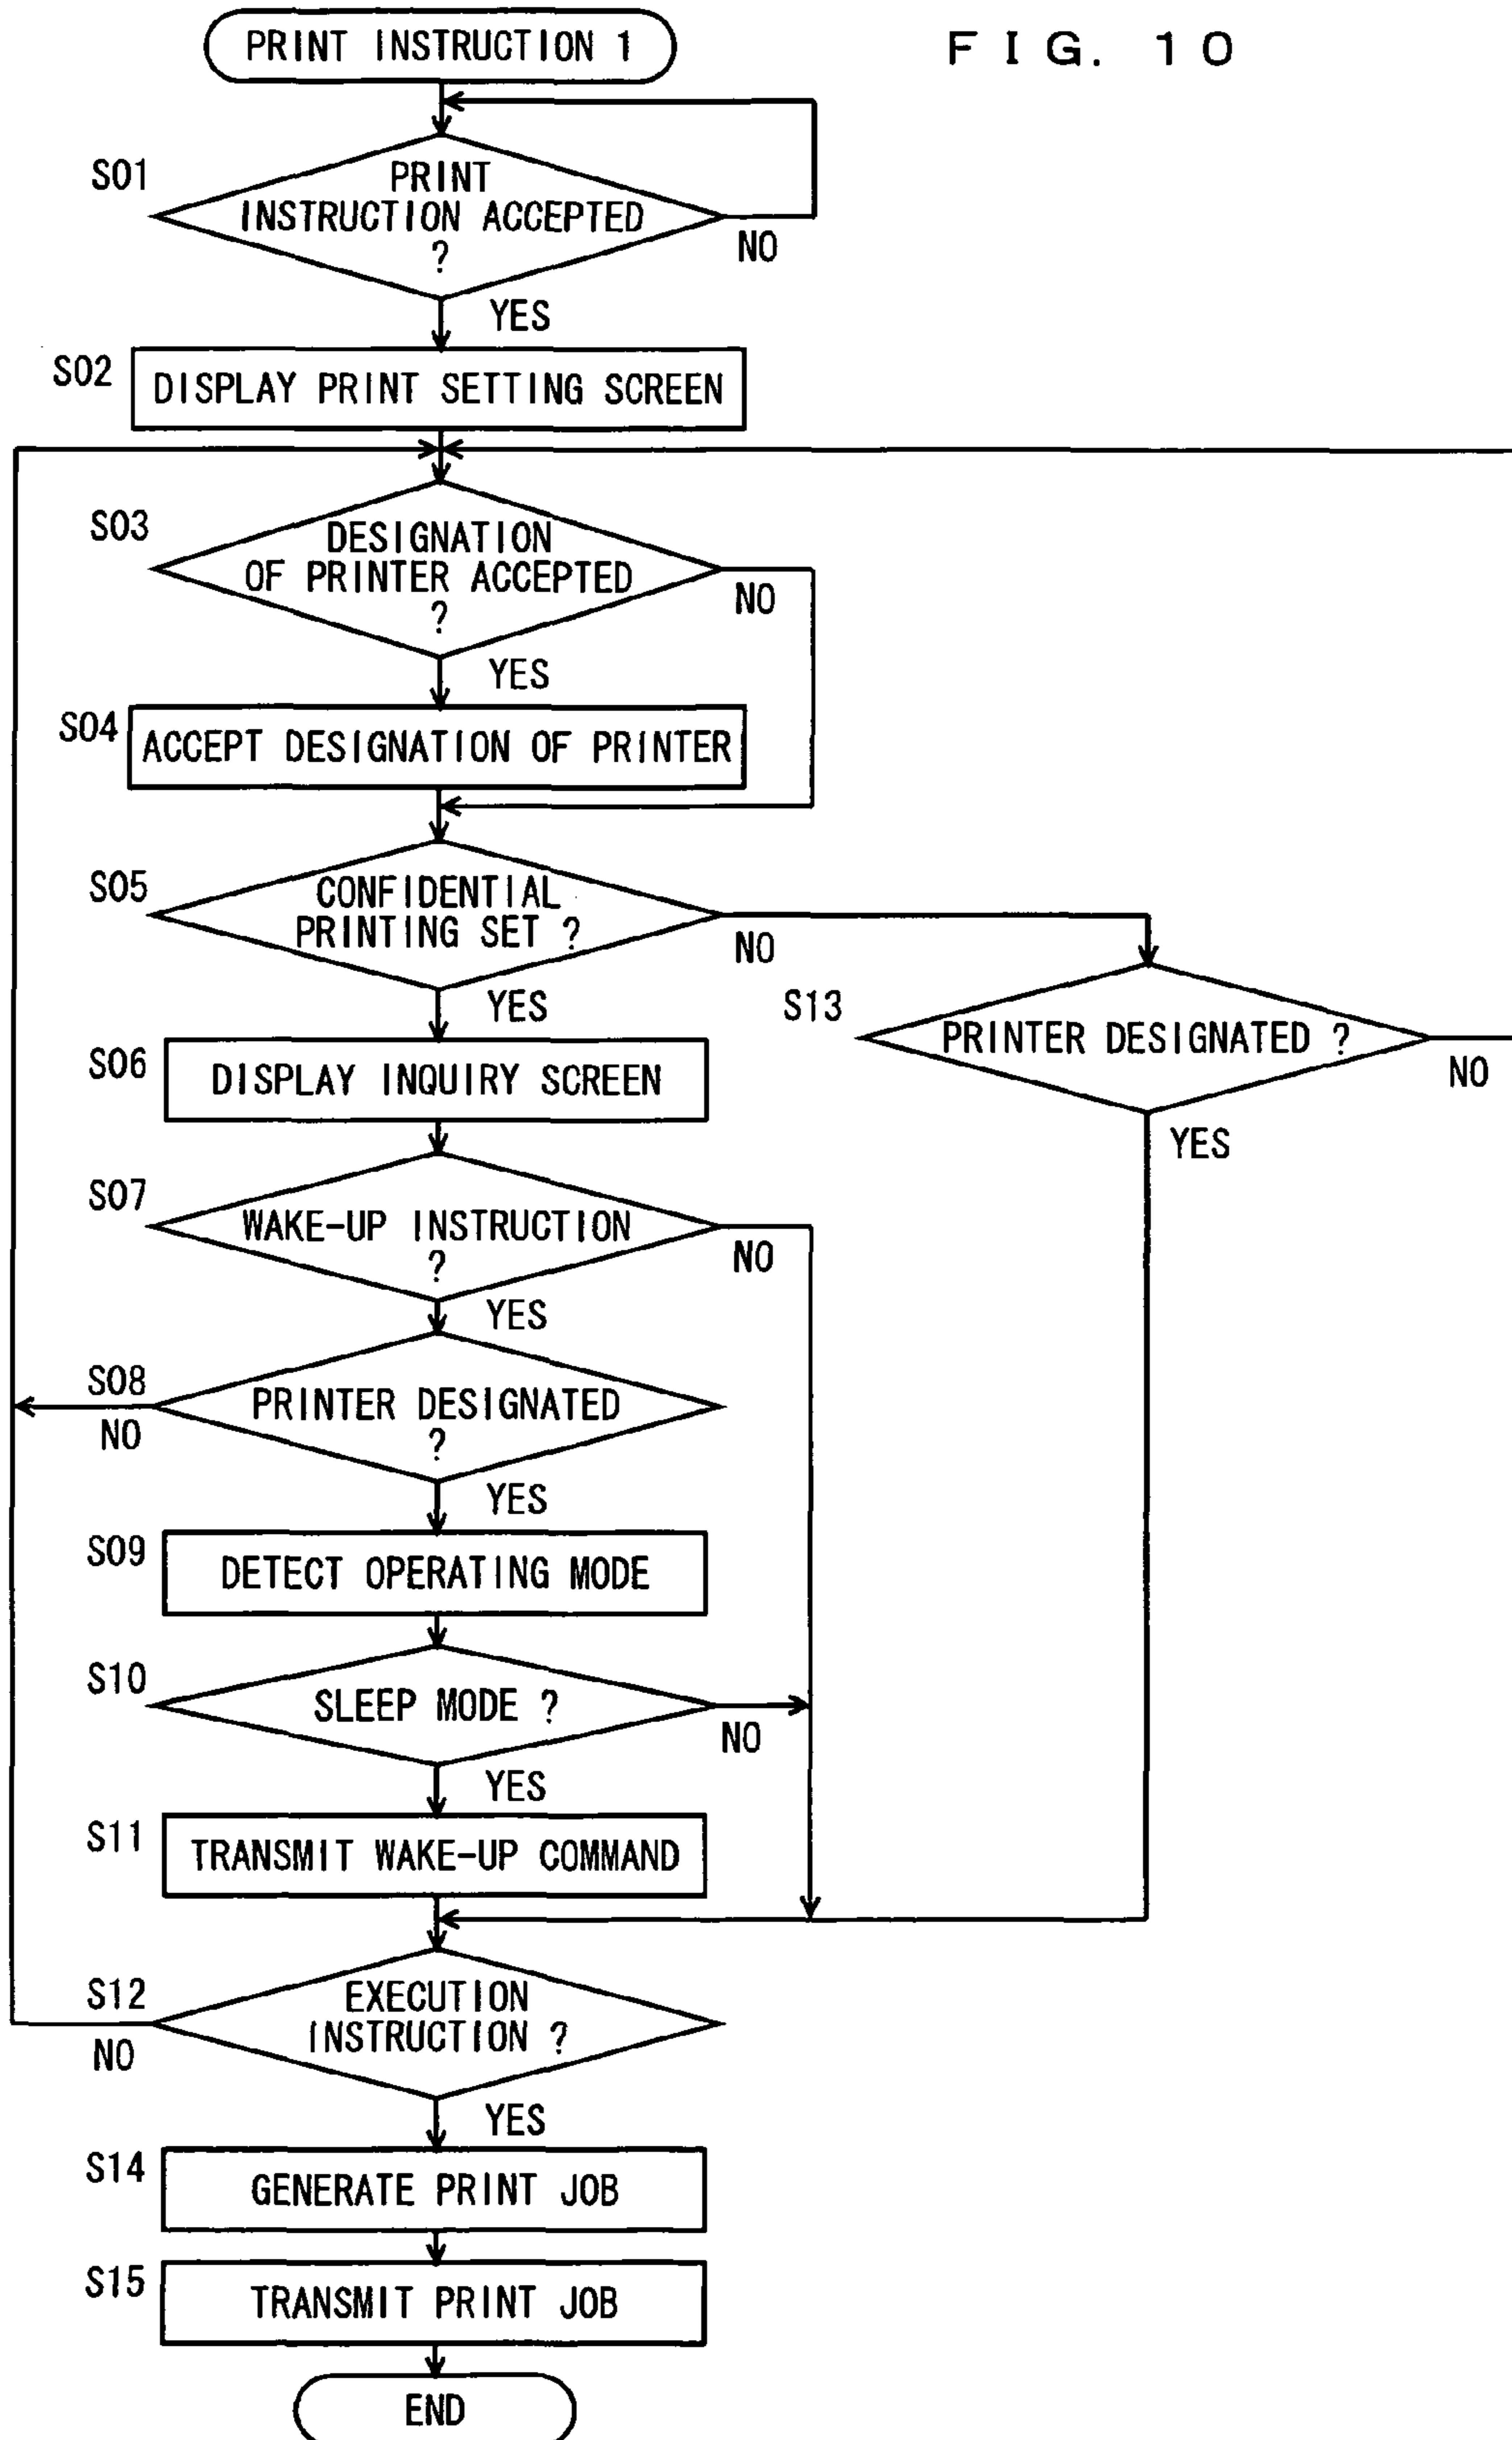 PRINT INSTRUCTION 1
FIG. 10
S01
PRINT
INSTRUCTION ACCEPTED
?
NO
YES
S02
DISPLAY PRINT SETTING SCREEN
S03
DESIGNATION
OF PRINTER ACCEPTED
?
NO
YES
S04
ACCEPT DESIGNATION OF PRINTER
S05
CONFIDENTIAL
PRINTING SET ?
NO
YES
S13
PRINTER DESIGNATED ?
NO
YES
S06
DISPLAY INQUIRY SCREEN
S07
WAKE-UP INSTRUCTION
?
NO
YES
S08
PRINTER DESIGNATED
?
NO
YES
S09
DETECT OPERATING MODE
S10
SLEEP MODE ?
NO
YES
S11
TRANSMIT WAKE-UP COMMAND
S12
EXECUTION
INSTRUCTION ?
NO
YES
S14
GENERATE PRINT JOB
S15
TRANSMIT PRINT JOB
END